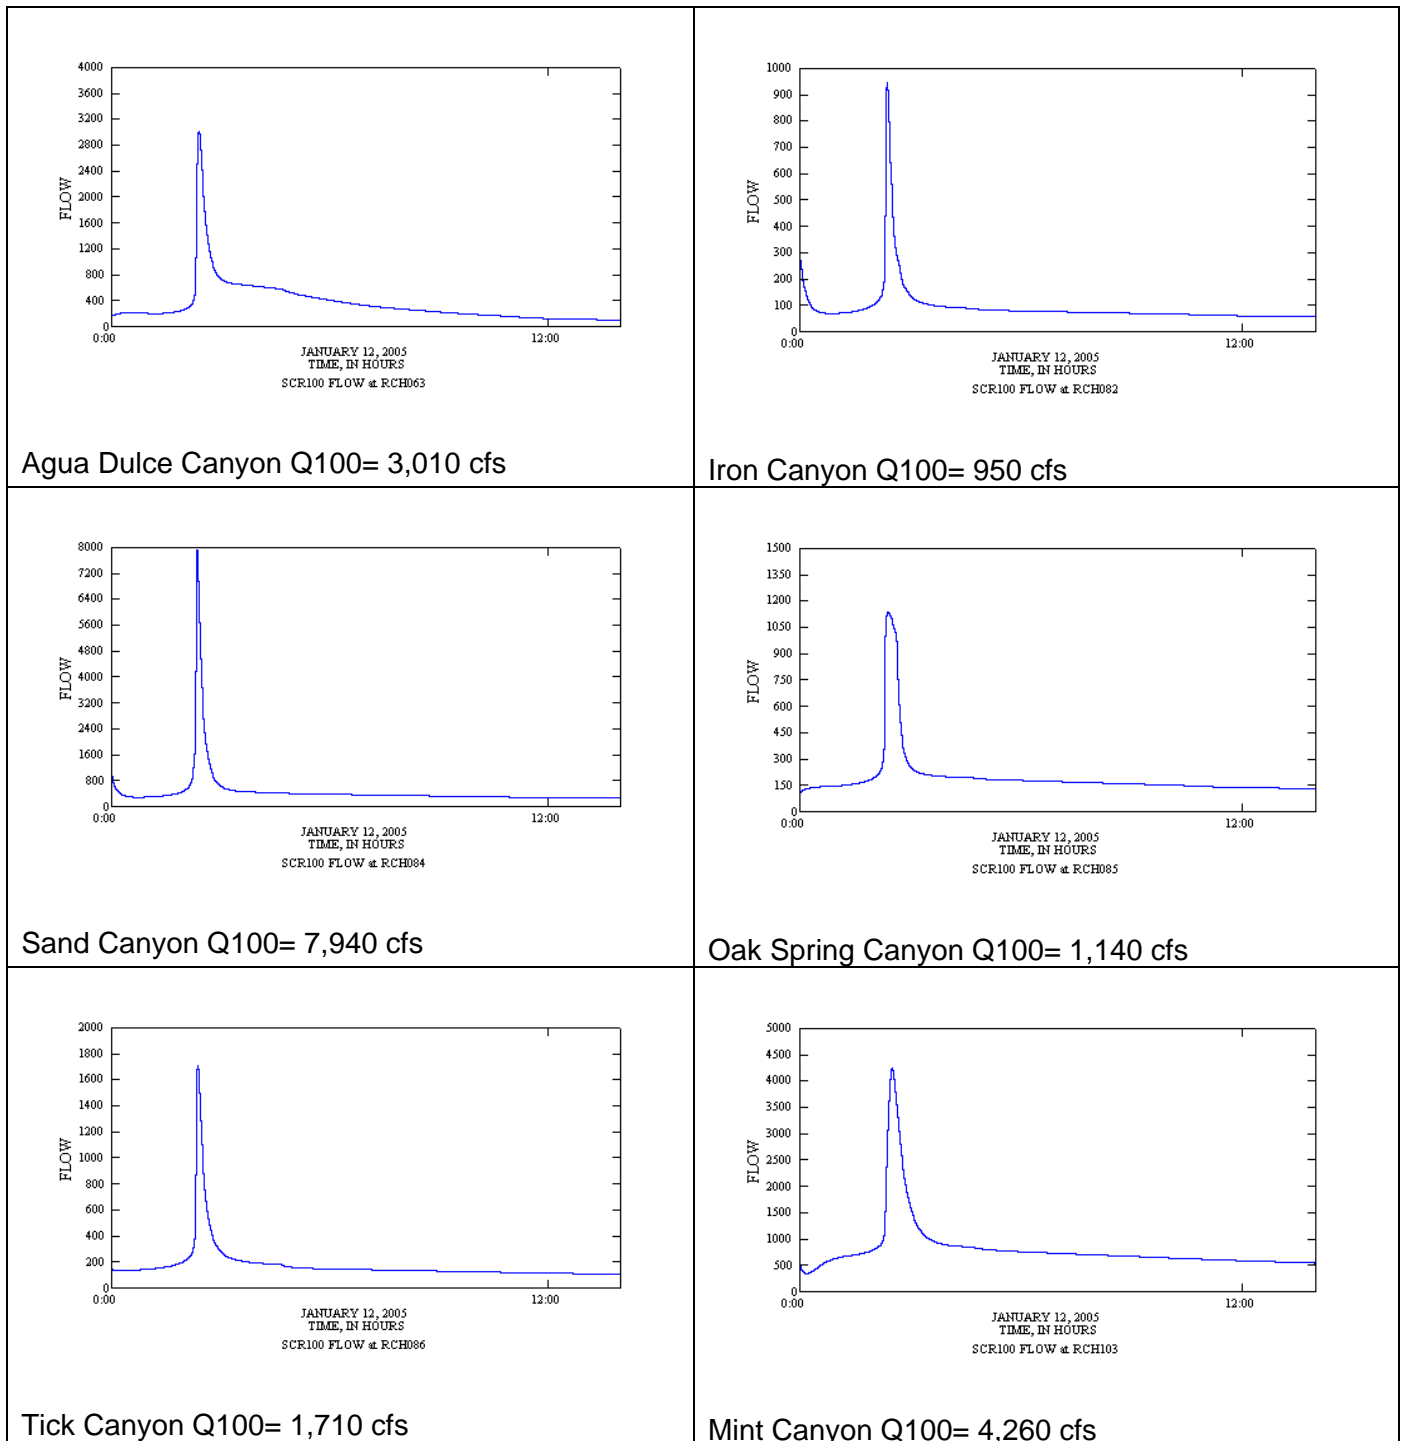 4000
3600
3200
2800
2400
2000
1600
1200
800
400
0
FLOW
0:00 12:00
JANUARY 12, 2005
TIME, IN HOURS
SCR100 FLOW at RCH063
Agua Dulce Canyon Q100= 3,010 cfs
1000
900
800
700
600
500
400
300
200
100
0
FLOW
0:00 12:00
JANUARY 12, 2005
TIME, IN HOURS
SCR100 FLOW at RCH082
Iron Canyon Q100= 950 cfs
8000
7200
6400
5600
4800
4000
3200
2400
1600
800
0
FLOW
0:00 12:00
JANUARY 12, 2005
TIME, IN HOURS
SCR100 FLOW at RCH084
Sand Canyon Q100= 7,940 cfs
1500
1350
1200
1050
900
750
600
450
300
150
0
FLOW
0:00 12:00
JANUARY 12, 2005
TIME, IN HOURS
SCR100 FLOW at RCH085
Oak Spring Canyon Q100= 1,140 cfs
2000
1800
1600
1400
1200
1000
800
600
400
200
0
FLOW
0:00 12:00
JANUARY 12, 2005
TIME, IN HOURS
SCR100 FLOW at RCH086
Tick Canyon Q100= 1,710 cfs
5000
4500
4000
3500
3000
2500
2000
1500
1000
500
0
FLOW
0:00 12:00
JANUARY 12, 2005
TIME, IN HOURS
SCR100 FLOW at RCH103
Mint Canyon Q100= 4,260 cfs